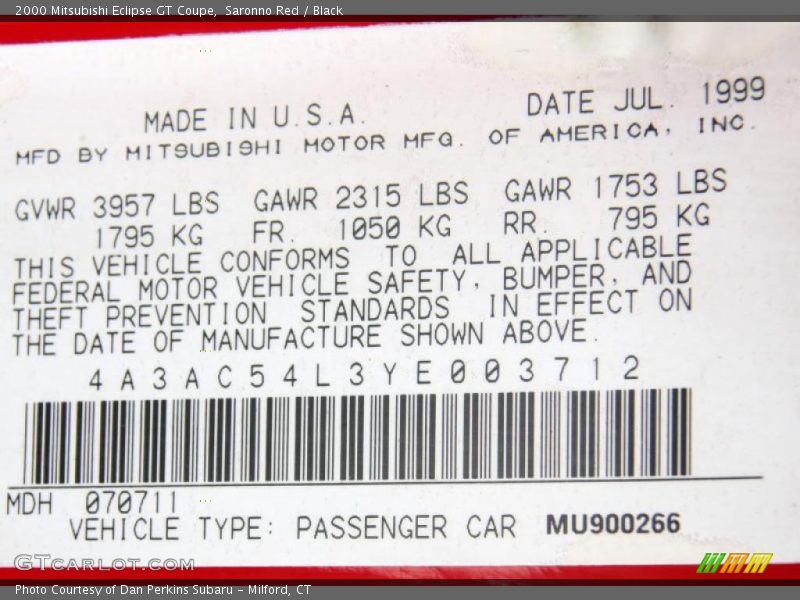 2000 Mitsubishi Eclipse GT Coupe, Saronno Red / Black
MADE IN U.S.A. DATE JUL. 1999
MFD BY MITSUBISHI MOTOR MFG. OF AMERICA, INC.
GVWR 3957 LBS GAWR 2315 LBS GAWR 1753 LBS
1795 KG FR. 1050 KG RR. 795 KG
THIS VEHICLE CONFORMS TO ALL APPLICABLE
FEDERAL MOTOR VEHICLE SAFETY, BUMPER, AND
THEFT PREVENTION STANDARDS IN EFFECT ON
THE DATE OF MANUFACTURE SHOWN ABOVE.
4A3AC54L3YE003712
MDH 070711
VEHICLE TYPE: PASSENGER CAR MU900266
GTCARLOT.COM
Photo Courtesy of Dan Perkins Subaru - Milford, CT